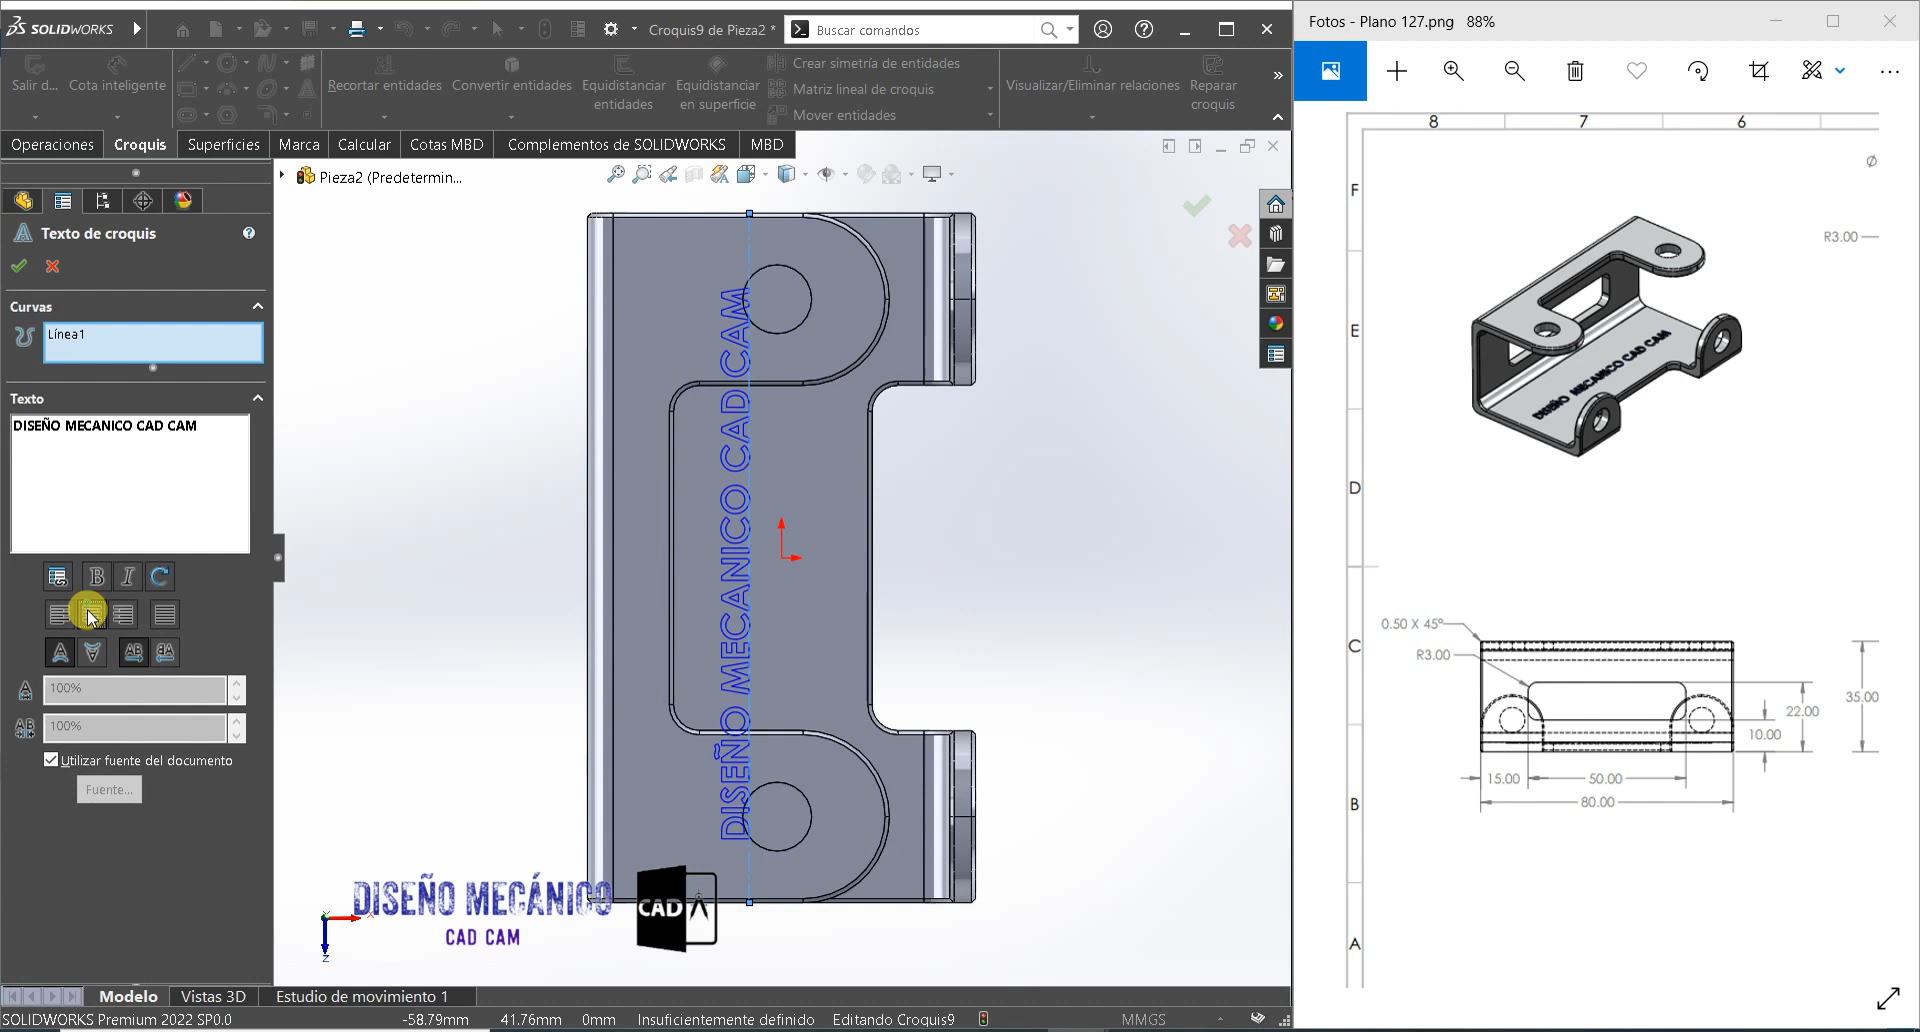 SOLIDWORKS
Croquis9 de Pieza2 *
Buscar comandos
Salir d...
Cota inteligente
Recortar entidades
Convertir entidades
Equidistanciar
entidades
Equidistanciar
en superficie
Crear simetría de entidades
Matriz lineal de croquis
Mover entidades
Visualizar/Eliminar relaciones
Reparar
croquis
Operaciones
Croquis
Superficies
Marca
Calcular
Cotas MBD
Complementos de SOLIDWORKS
MBD
Pieza2 (Predetermin...
Texto de croquis
Curvas
Línea1
Texto
DISEÑO MECANICO CAD CAM
B
I
AB
100%
AB
100%
Utilizar fuente del documento
Fuente...
DISEÑO MECANICO CAD CAM
DISEÑO MECÁNICO
CAD CAM
CAD
X
Z
Modelo
Vistas 3D
Estudio de movimiento 1
SOLIDWORKS Premium 2022 SP0.0
-58.79mm
41.76mm
0mm
Insuficientemente definido
Editando Croquis9
MMGS
Fotos - Plano 127.png
88%
8
7
6
F
E
D
C
B
A
R3.00
DISEÑO MECANICO CAD CAM
0.50 X 45°
R3.00
35.00
22.00
10.00
15.00
50.00
80.00